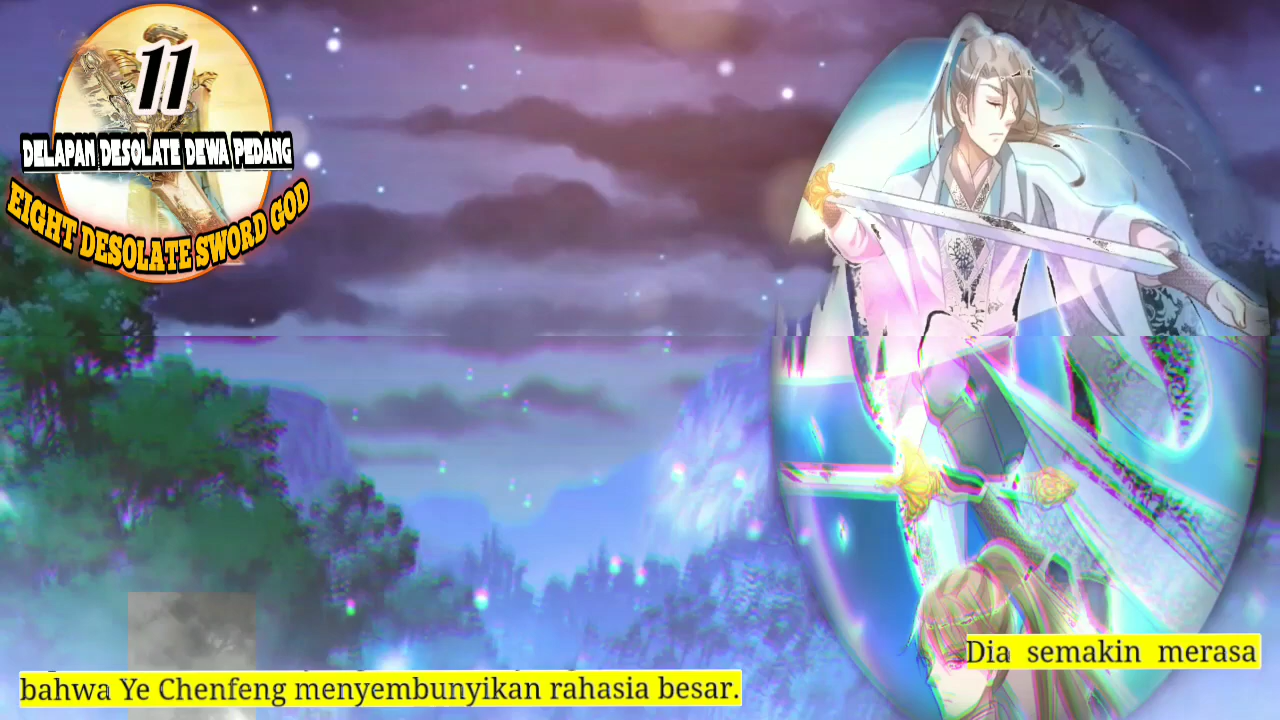 11
DELAPAN DESOLATE DEWA PEDANG
EIGHT DESOLATE SWORD GOD
Dia semakin merasa
bahwa Ye Chenfeng menyembunyikan rahasia besar.